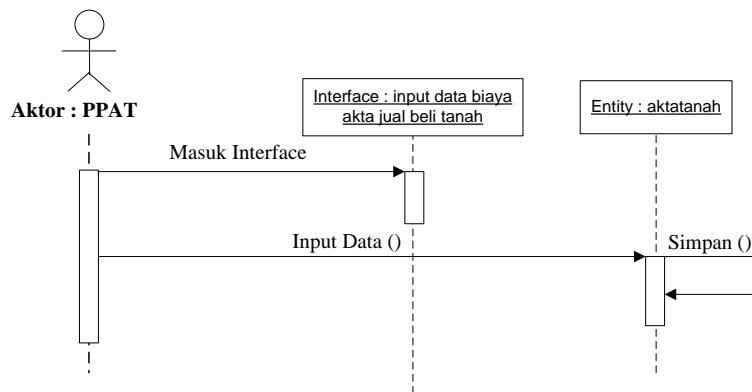 Aktor : PPAT
Interface : input data biaya
akta jual beli tanah
Entity : aktatanah
Masuk Interface
Input Data ()
Simpan ()